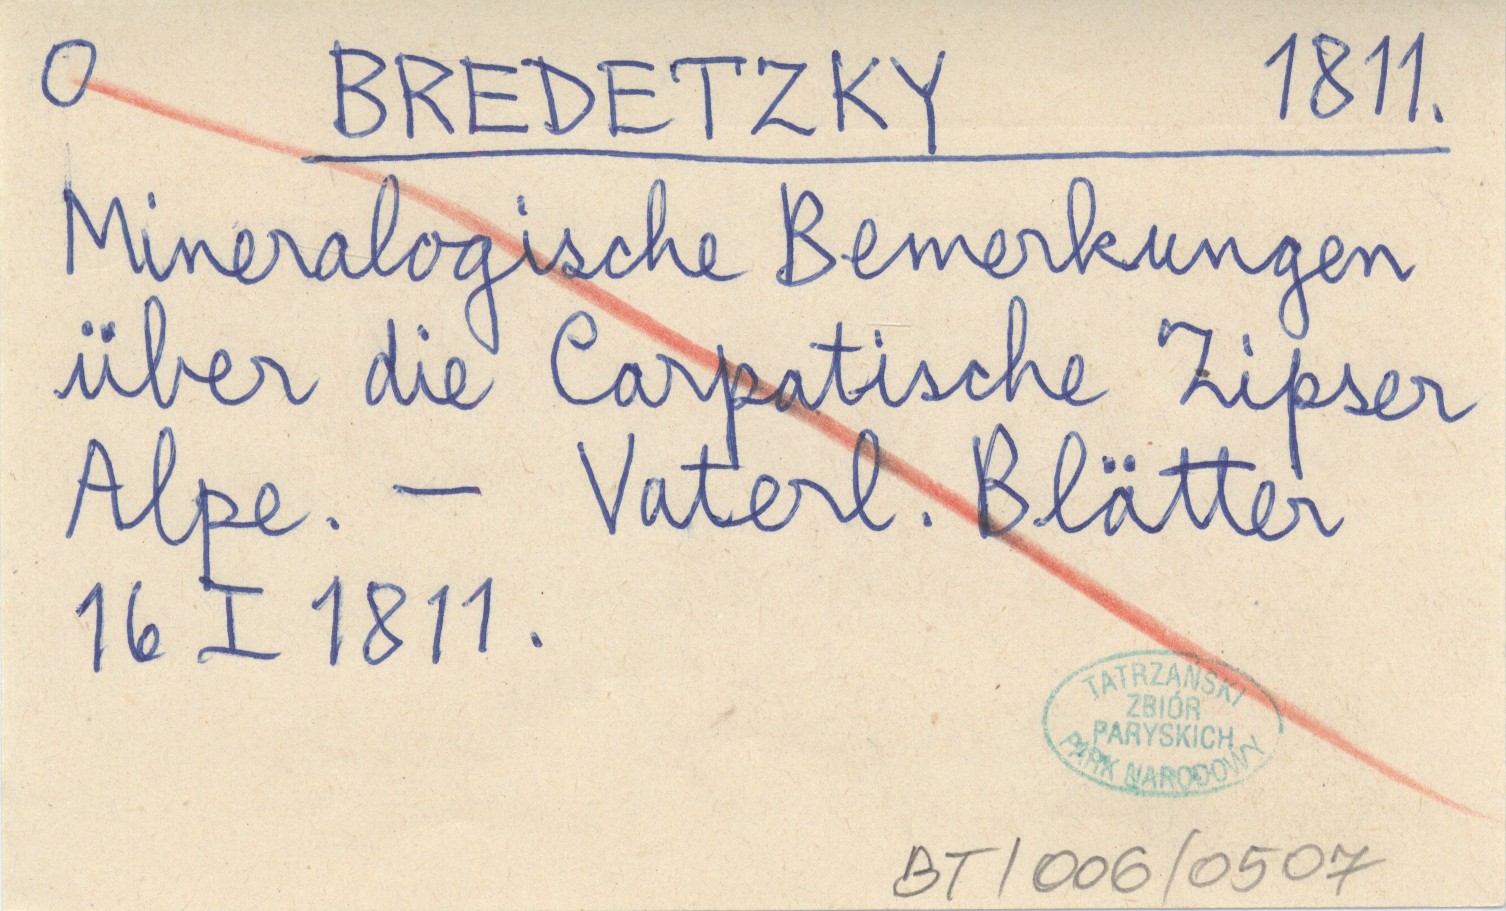 O BREDETZKY 1811.
Mineralogische Bemerkungen
über die Carpatische Zipser
Alpe. — Vaterl. Blätter
16 I 1811.
TATRZAŃSKI
ZBIÓR
PARYSKICH
PARK NARODOWY
BT/006/0507